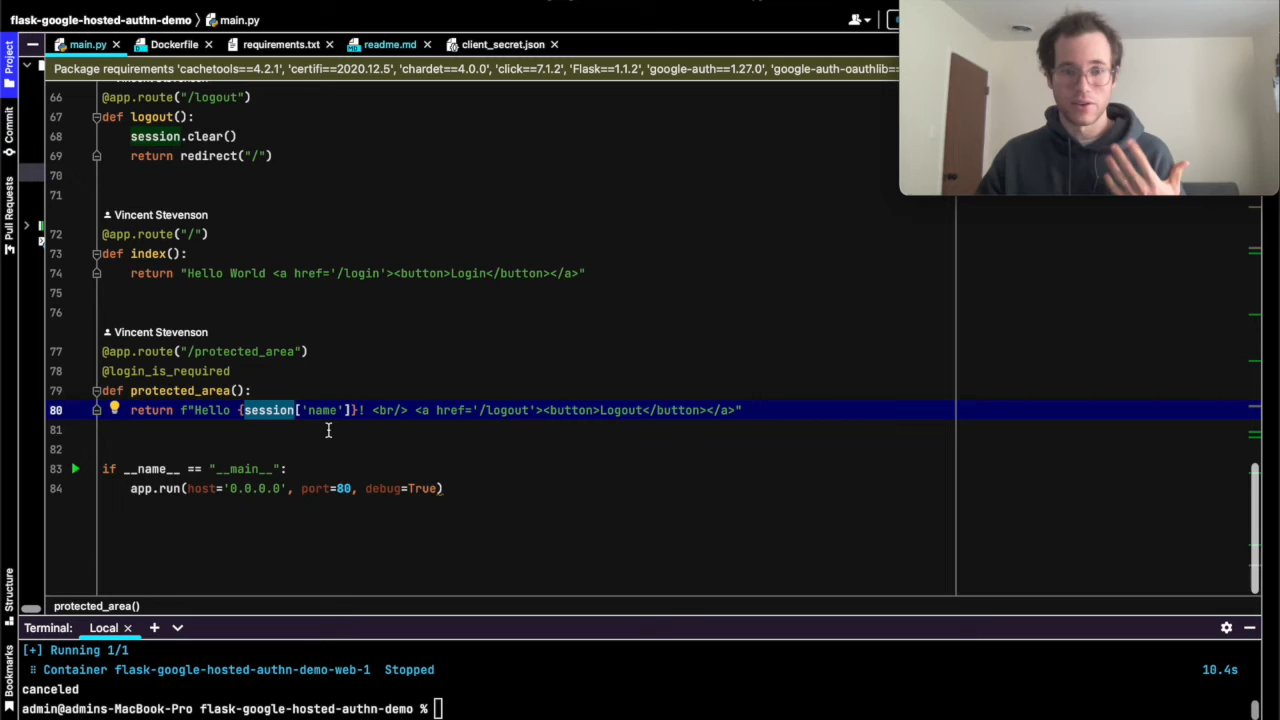 flask-google-hosted-authn-demo main.py
Project
Commit
Pull Requests
Structure
Bookmarks
main.py Dockerfile requirements.txt readme.md client_secret.json
Package requirements 'cachetools==4.2.1', 'certifi==2020.12.5', 'chardet==4.0.0', 'click==7.1.2', 'Flask==1.1.2', 'google-auth==1.27.0', 'google-auth-oauthlib==
66 @app.route("/logout")
67 def logout():
68 session.clear()
69 return redirect("/")
70
71
Vincent Stevenson
72 @app.route("/")
73 def index():
74 return "Hello World <a href='/login'><button>Login</button></a>"
75
76
Vincent Stevenson
77 @app.route("/protected_area")
78 @login_is_required
79 def protected_area():
80 return f"Hello {session['name']}! <br/> <a href='/logout'><button>Logout</button></a>"
81
82
83 if __name__ == "__main__":
84 app.run(host='0.0.0.0', port=80, debug=True)
protected_area()
Terminal: Local
[+] Running 1/1
Container flask-google-hosted-authn-demo-web-1 Stopped 10.4s
canceled
admin@admins-MacBook-Pro flask-google-hosted-authn-demo %